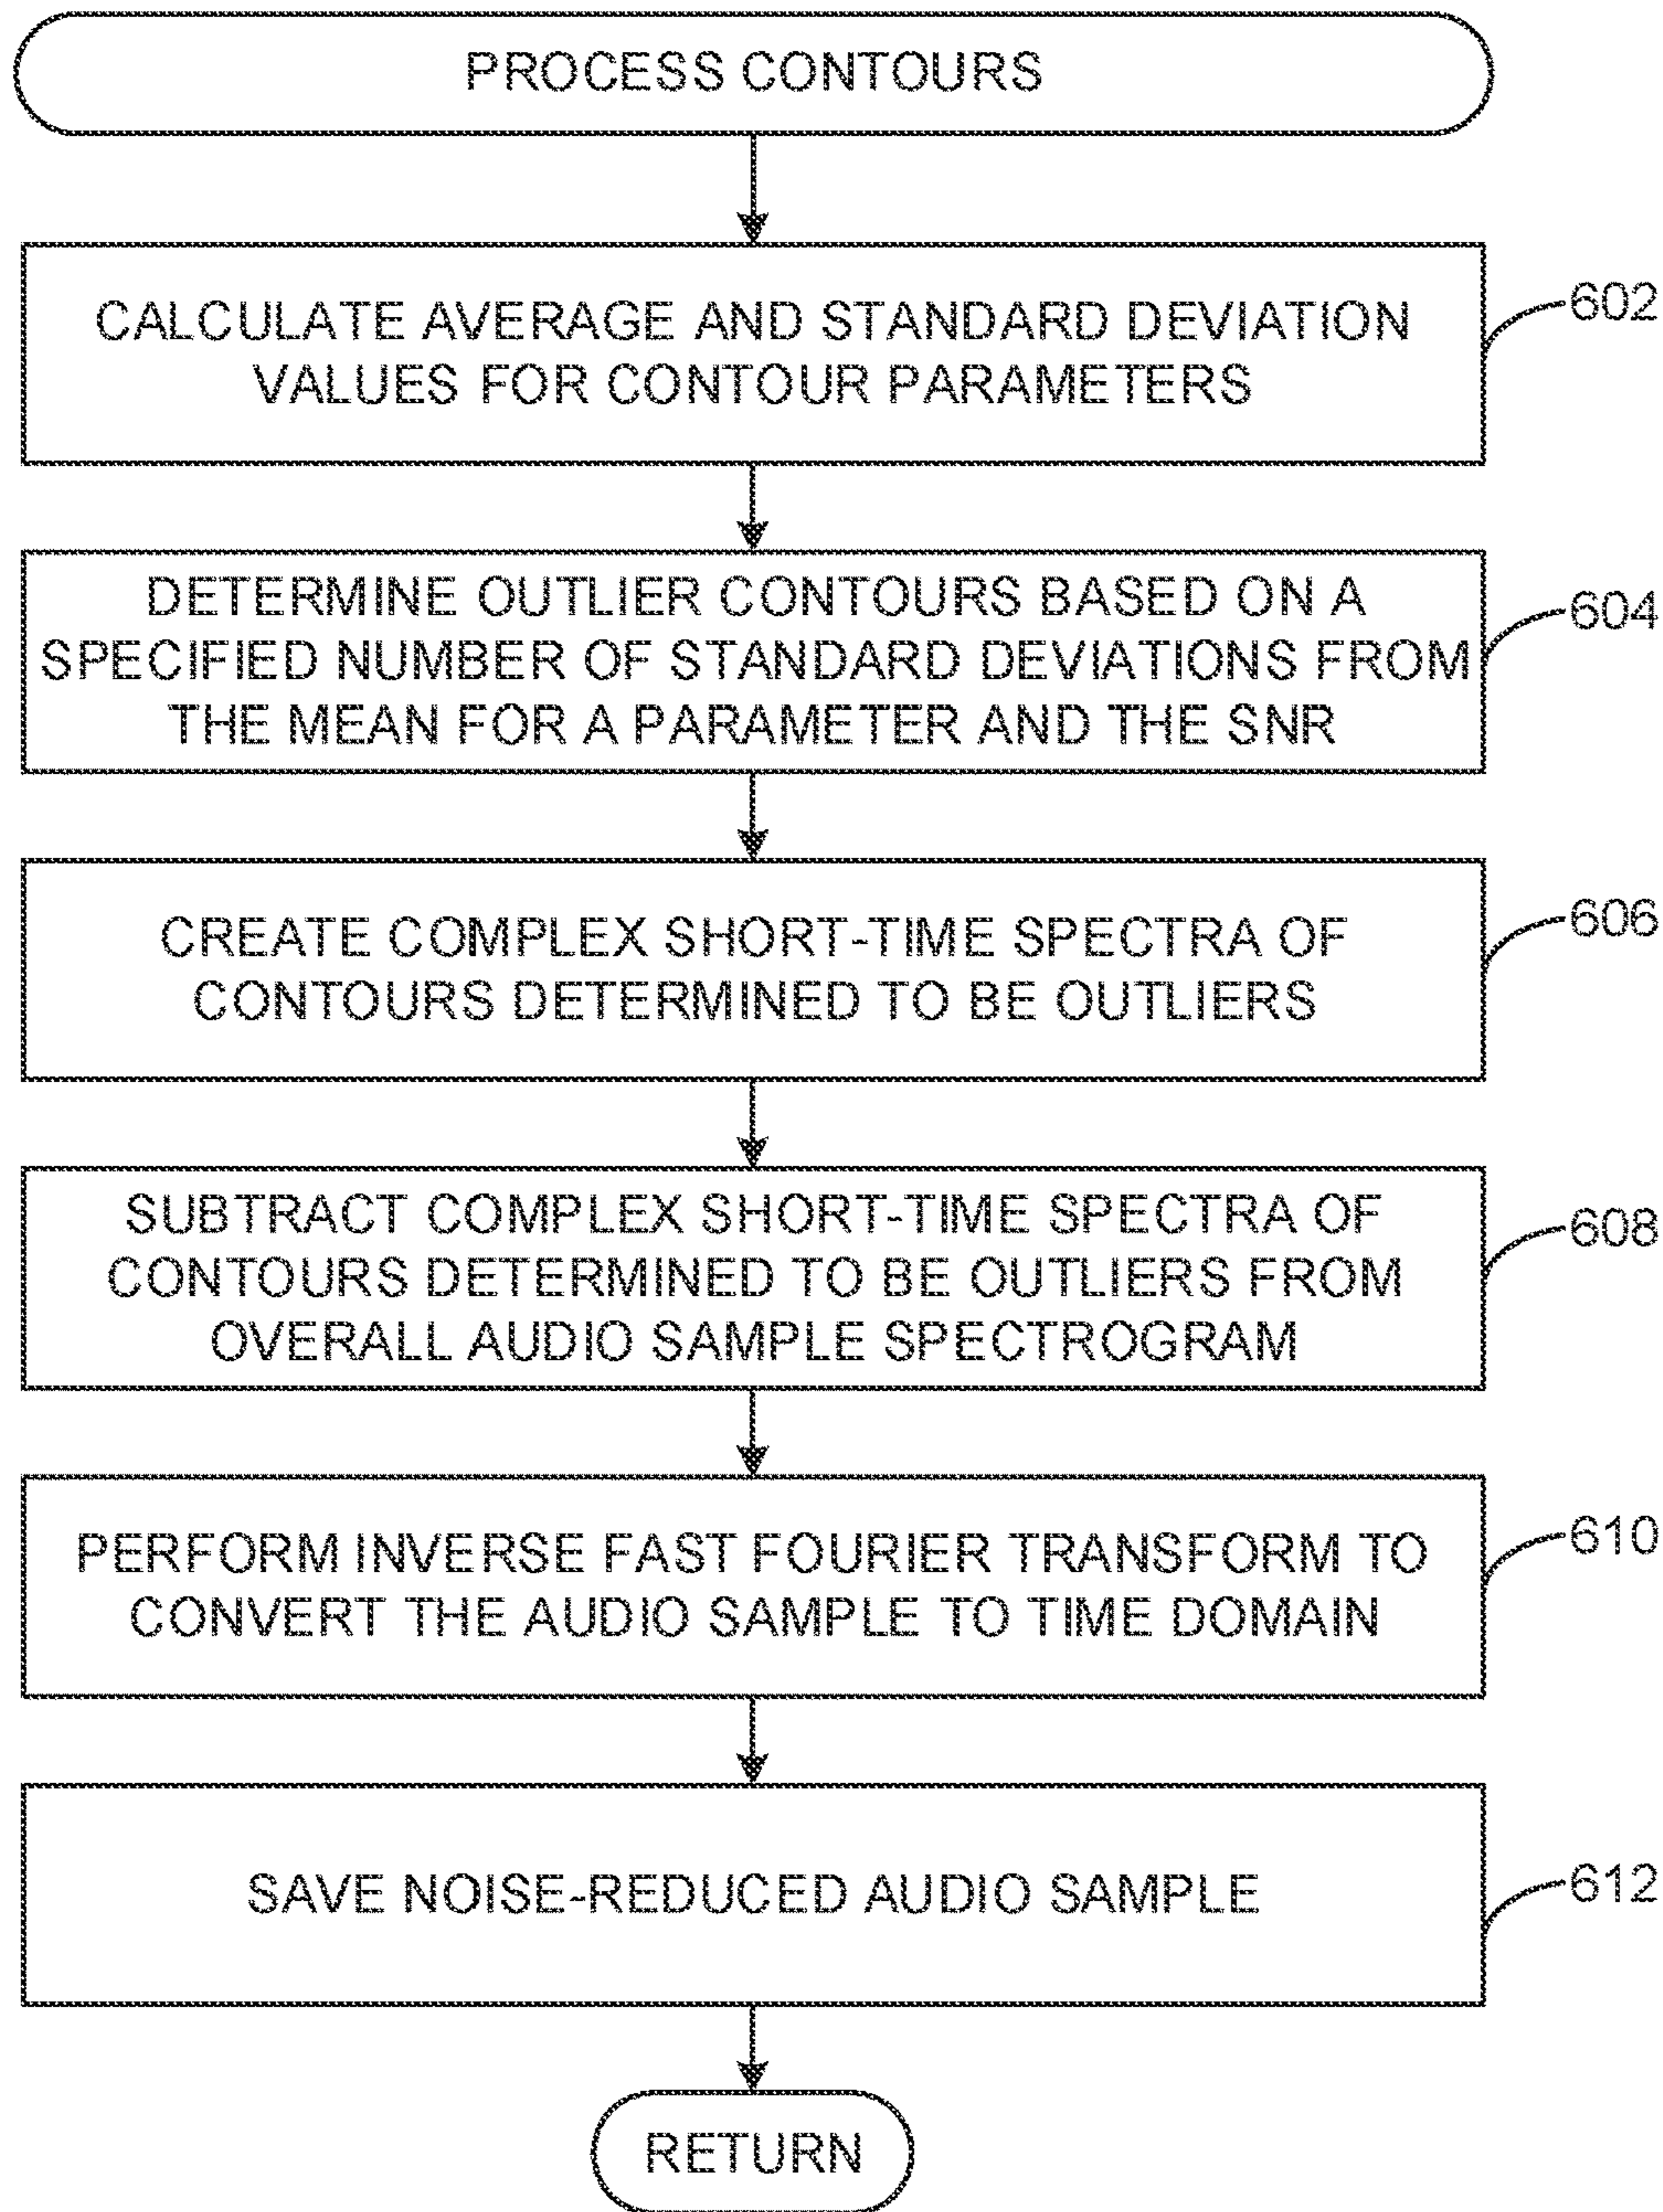 PROCESS CONTOURS
CALCULATE AVERAGE AND STANDARD DEVIATION
VALUES FOR CONTOUR PARAMETERS
602
DETERMINE OUTLIER CONTOURS BASED ON A
SPECIFIED NUMBER OF STANDARD DEVIATIONS FROM
THE MEAN FOR A PARAMETER AND THE SNR
604
CREATE COMPLEX SHORT-TIME SPECTRA OF
CONTOURS DETERMINED TO BE OUTLIERS
606
SUBTRACT COMPLEX SHORT-TIME SPECTRA OF
CONTOURS DETERMINED TO BE OUTLIERS FROM
OVERALL AUDIO SAMPLE SPECTROGRAM
608
PERFORM INVERSE FAST FOURIER TRANSFORM TO
CONVERT THE AUDIO SAMPLE TO TIME DOMAIN
610
SAVE NOISE-REDUCED AUDIO SAMPLE
612
RETURN